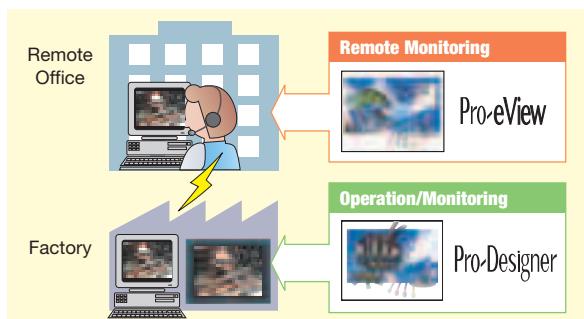 Remote
Office
Remote Monitoring
Pro-eView
Factory
Operation/Monitoring
Pro-Designer